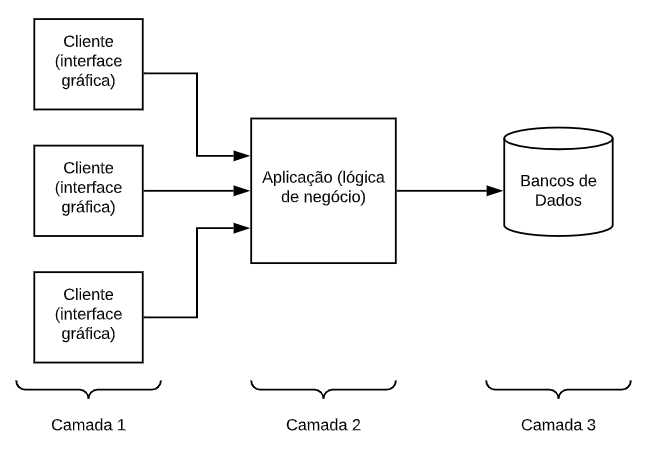 Cliente
(interface
gráfica)
Cliente
(interface
gráfica)
Cliente
(interface
gráfica)
Aplicação (lógica
de negócio)
Bancos de
Dados
Camada 1
Camada 2
Camada 3